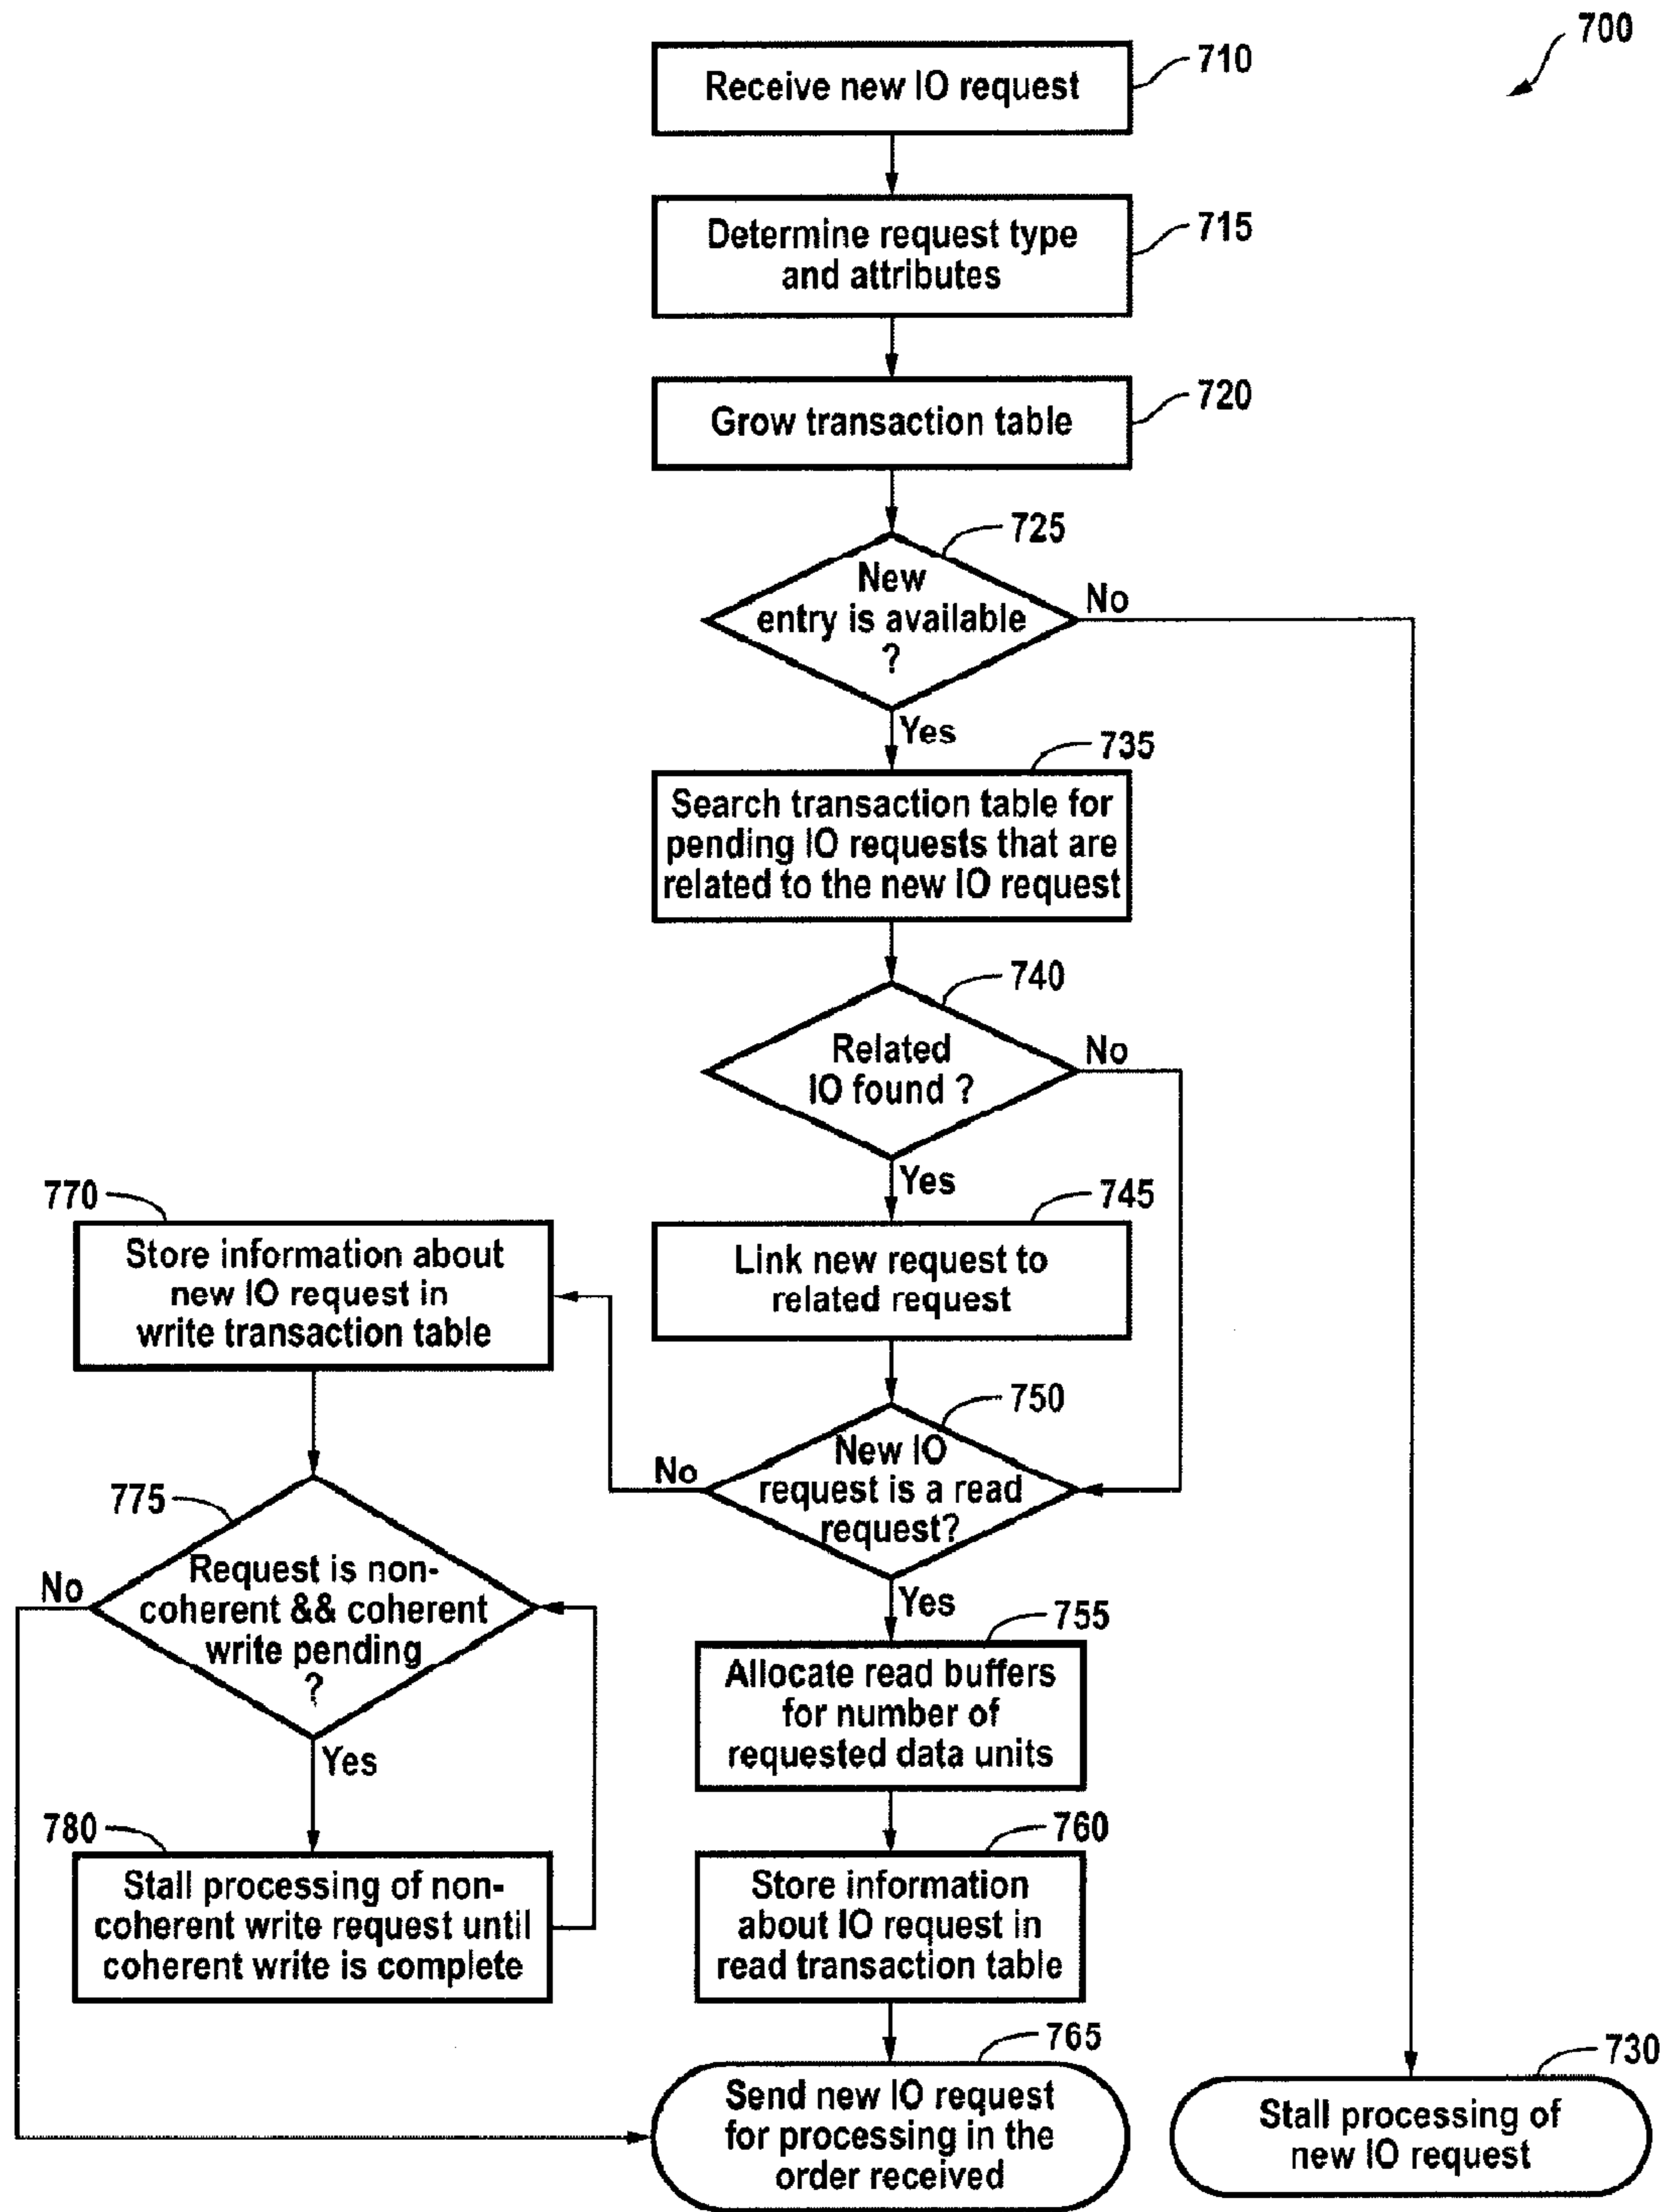 700
710
Receive new IO request
715
Determine request type
and attributes
720
Grow transaction table
725
New
entry is available
?
No
Yes
735
Search transaction table for
pending IO requests that are
related to the new IO request
740
Related
IO found ?
No
Yes
745
Link new request to
related request
770
Store information about
new IO request in
write transaction table
750
New IO
request is a read
request?
No
Yes
775
Request is non-
coherent && coherent
write pending
?
No
Yes
755
Allocate read buffers
for number of
requested data units
780
Stall processing of non-
coherent write request until
coherent write is complete
760
Store information
about IO request in
read transaction table
765
Send new IO request
for processing in the
order received
730
Stall processing of
new IO request